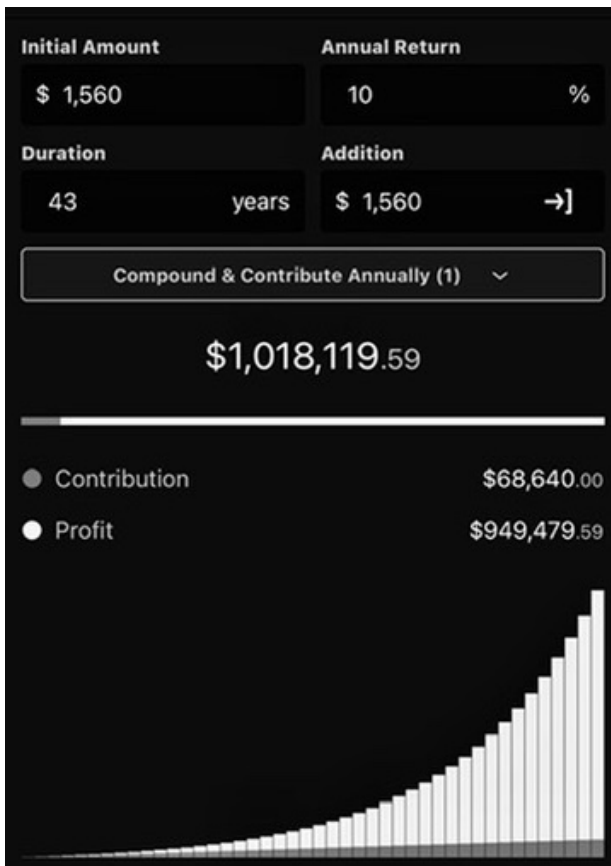 Initial Amount Annual Return
$ 1,560 10 %
Duration Addition
43 years $ 1,560
Compound & Contribute Annually (1)
$1,018,119.59
Contribution $68,640.00
Profit $949,479.59